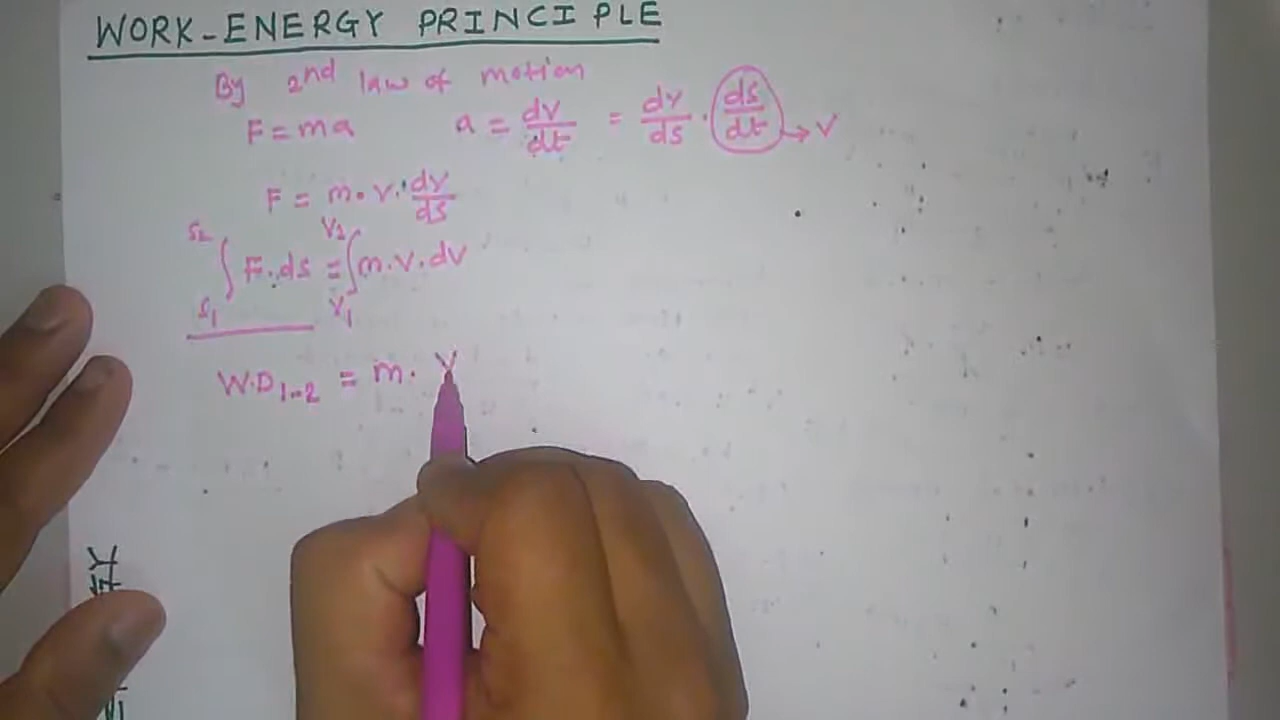 WORK-ENERGY PRINCIPLE
By 2nd law of motion
F = ma a = dv/dt = dv/ds · ds/dt → V
F = m · v · dv/ds
S2 ∫ S1 F. ds = V2 ∫ V1 m. v. dv
W.D1-2 = m. V